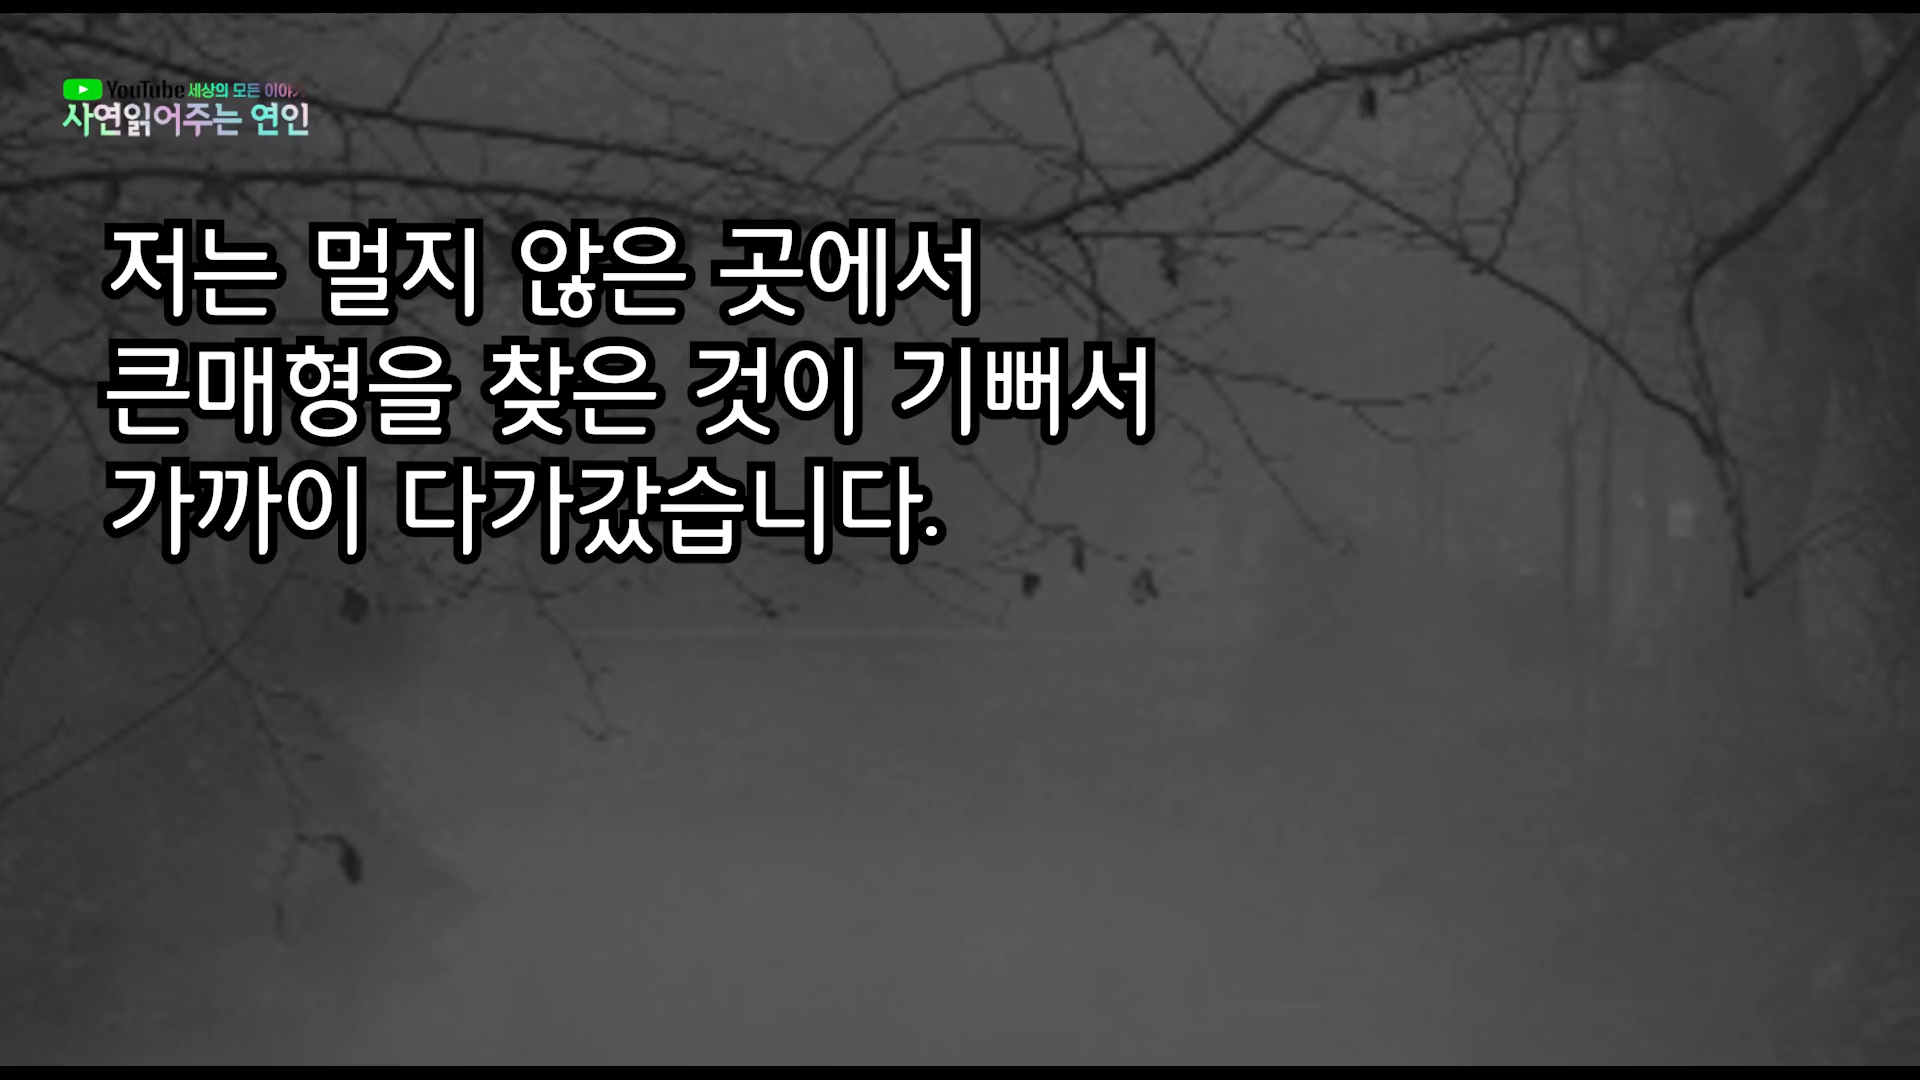 YouTube 세상의 모든 이야기
사연읽어주는 연인
저는 멀지 않은 곳에서
큰매형을 찾은 것이 기뻐서
가까이 다가갔습니다.